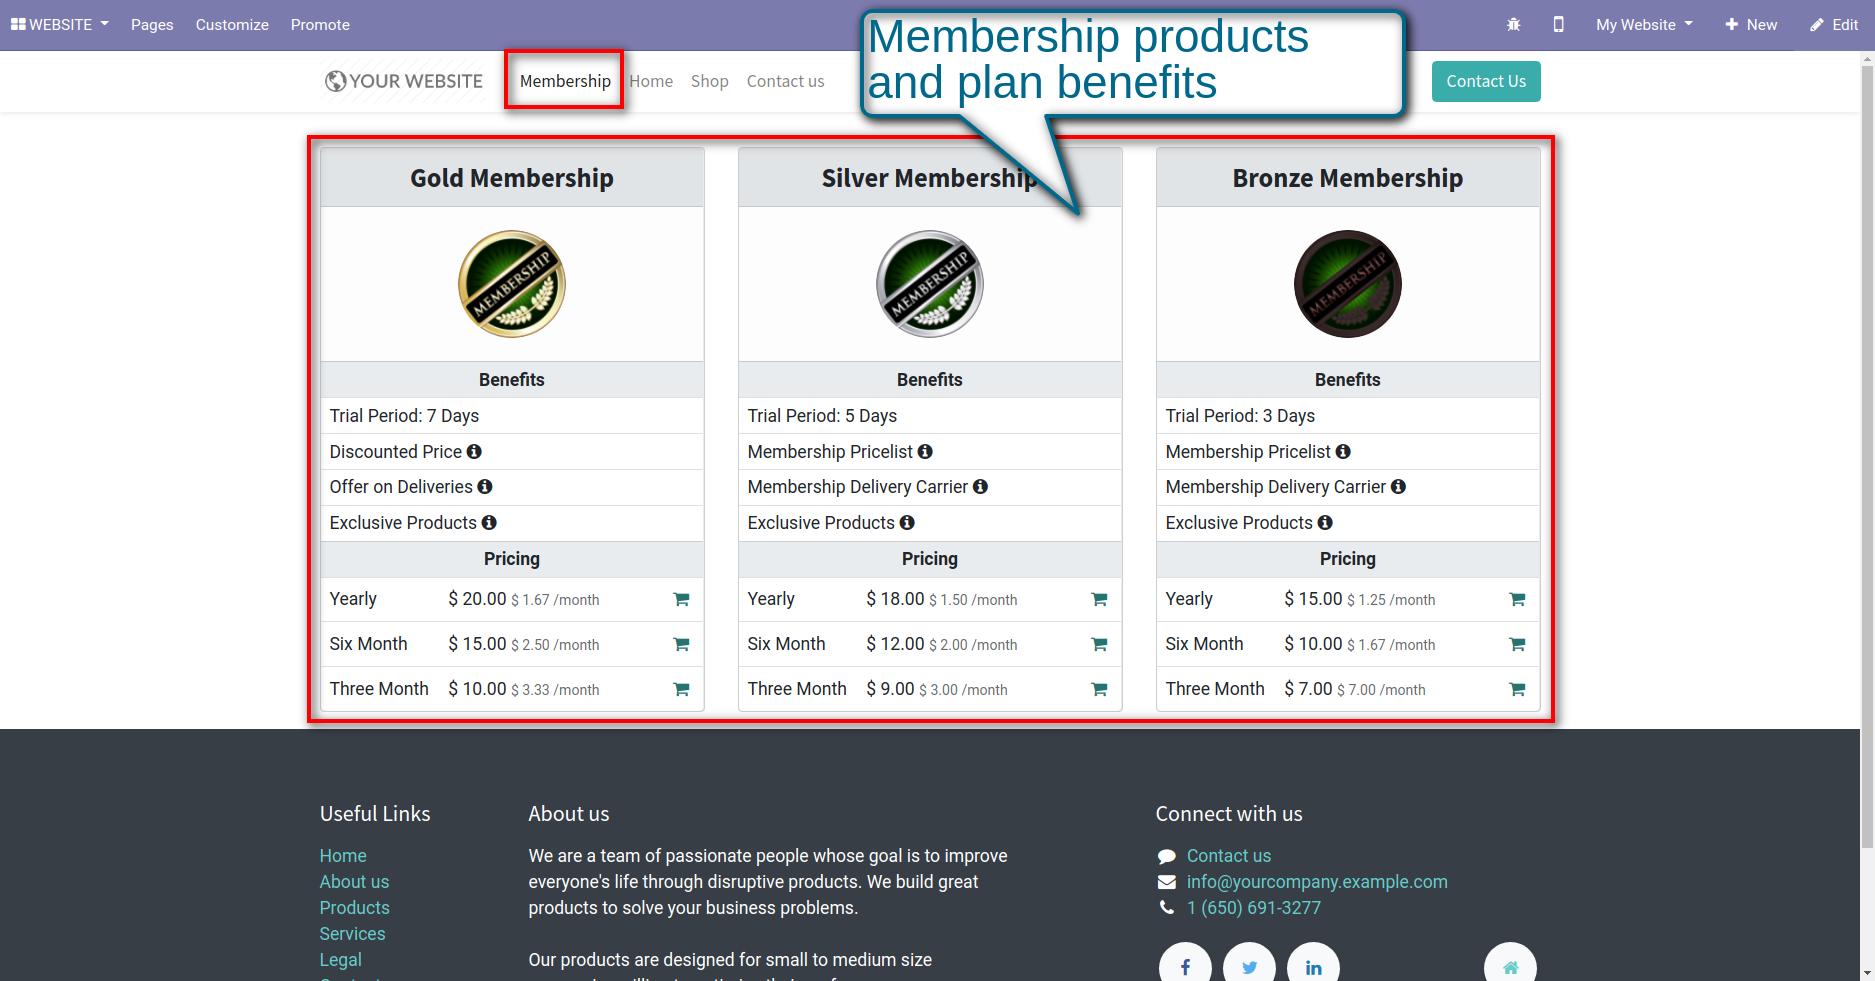 WEBSITE Pages Customize Promote My Website New Edit
Membership products
and plan benefits
YOUR WEBSITE Membership Home Shop Contact us Contact Us
Gold Membership
MEMBERSHIP
Benefits
Trial Period: 7 Days
Discounted Price
Offer on Deliveries
Exclusive Products
Pricing
Yearly $ 20.00 $ 1.67 /month
Six Month $ 15.00 $ 2.50 /month
Three Month $ 10.00 $ 3.33 /month
Silver Membership
MEMBERSHIP
Benefits
Trial Period: 5 Days
Membership Pricelist
Membership Delivery Carrier
Exclusive Products
Pricing
Yearly $ 18.00 $ 1.50 /month
Six Month $ 12.00 $ 2.00 /month
Three Month $ 9.00 $ 3.00 /month
Bronze Membership
MEMBERSHIP
Benefits
Trial Period: 3 Days
Membership Pricelist
Membership Delivery Carrier
Exclusive Products
Pricing
Yearly $ 15.00 $ 1.25 /month
Six Month $ 10.00 $ 1.67 /month
Three Month $ 7.00 $ 7.00 /month
Useful Links
Home
About us
Products
Services
Legal
About us
We are a team of passionate people whose goal is to improve
everyone's life through disruptive products. We build great
products to solve your business problems.
Our products are designed for small to medium size
Connect with us
Contact us
info@yourcompany.example.com
1 (650) 691-3277